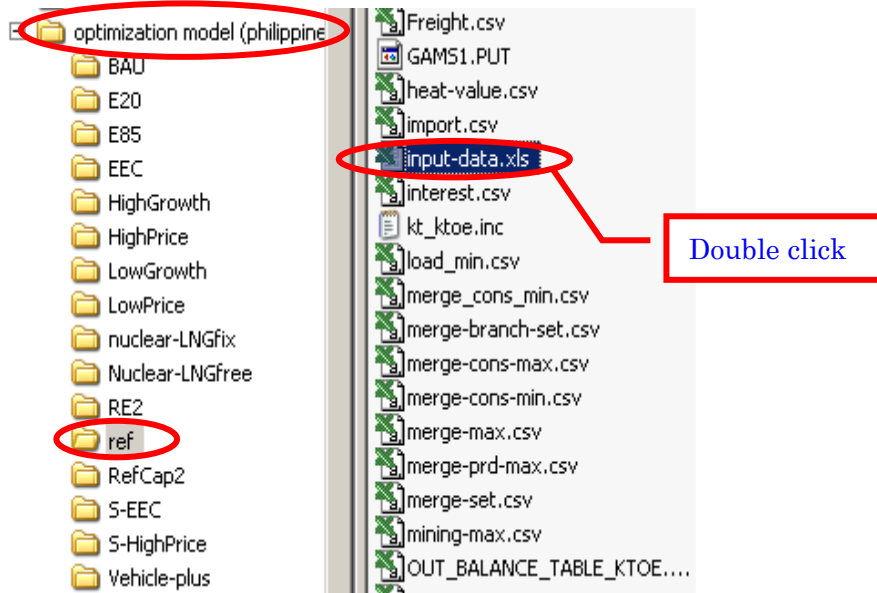 optimization model (philippine
BAU
E20
E85
EEC
HighGrowth
HighPrice
LowGrowth
LowPrice
nuclear-LNGfix
Nuclear-LNGfree
RE2
ref
RefCap2
S-EEC
S-HighPrice
Vehicle-plus
Freight.csv
GAMS1.PUT
heat-value.csv
import.csv
input-data.xls
interest.csv
kt_ktoe.inc
load_min.csv
merge_cons_min.csv
merge-branch-set.csv
merge-cons-max.csv
merge-cons-min.csv
merge-max.csv
merge-prd-max.csv
merge-set.csv
mining-max.csv
OUT_BALANCE_TABLE_KTOE....
Double click